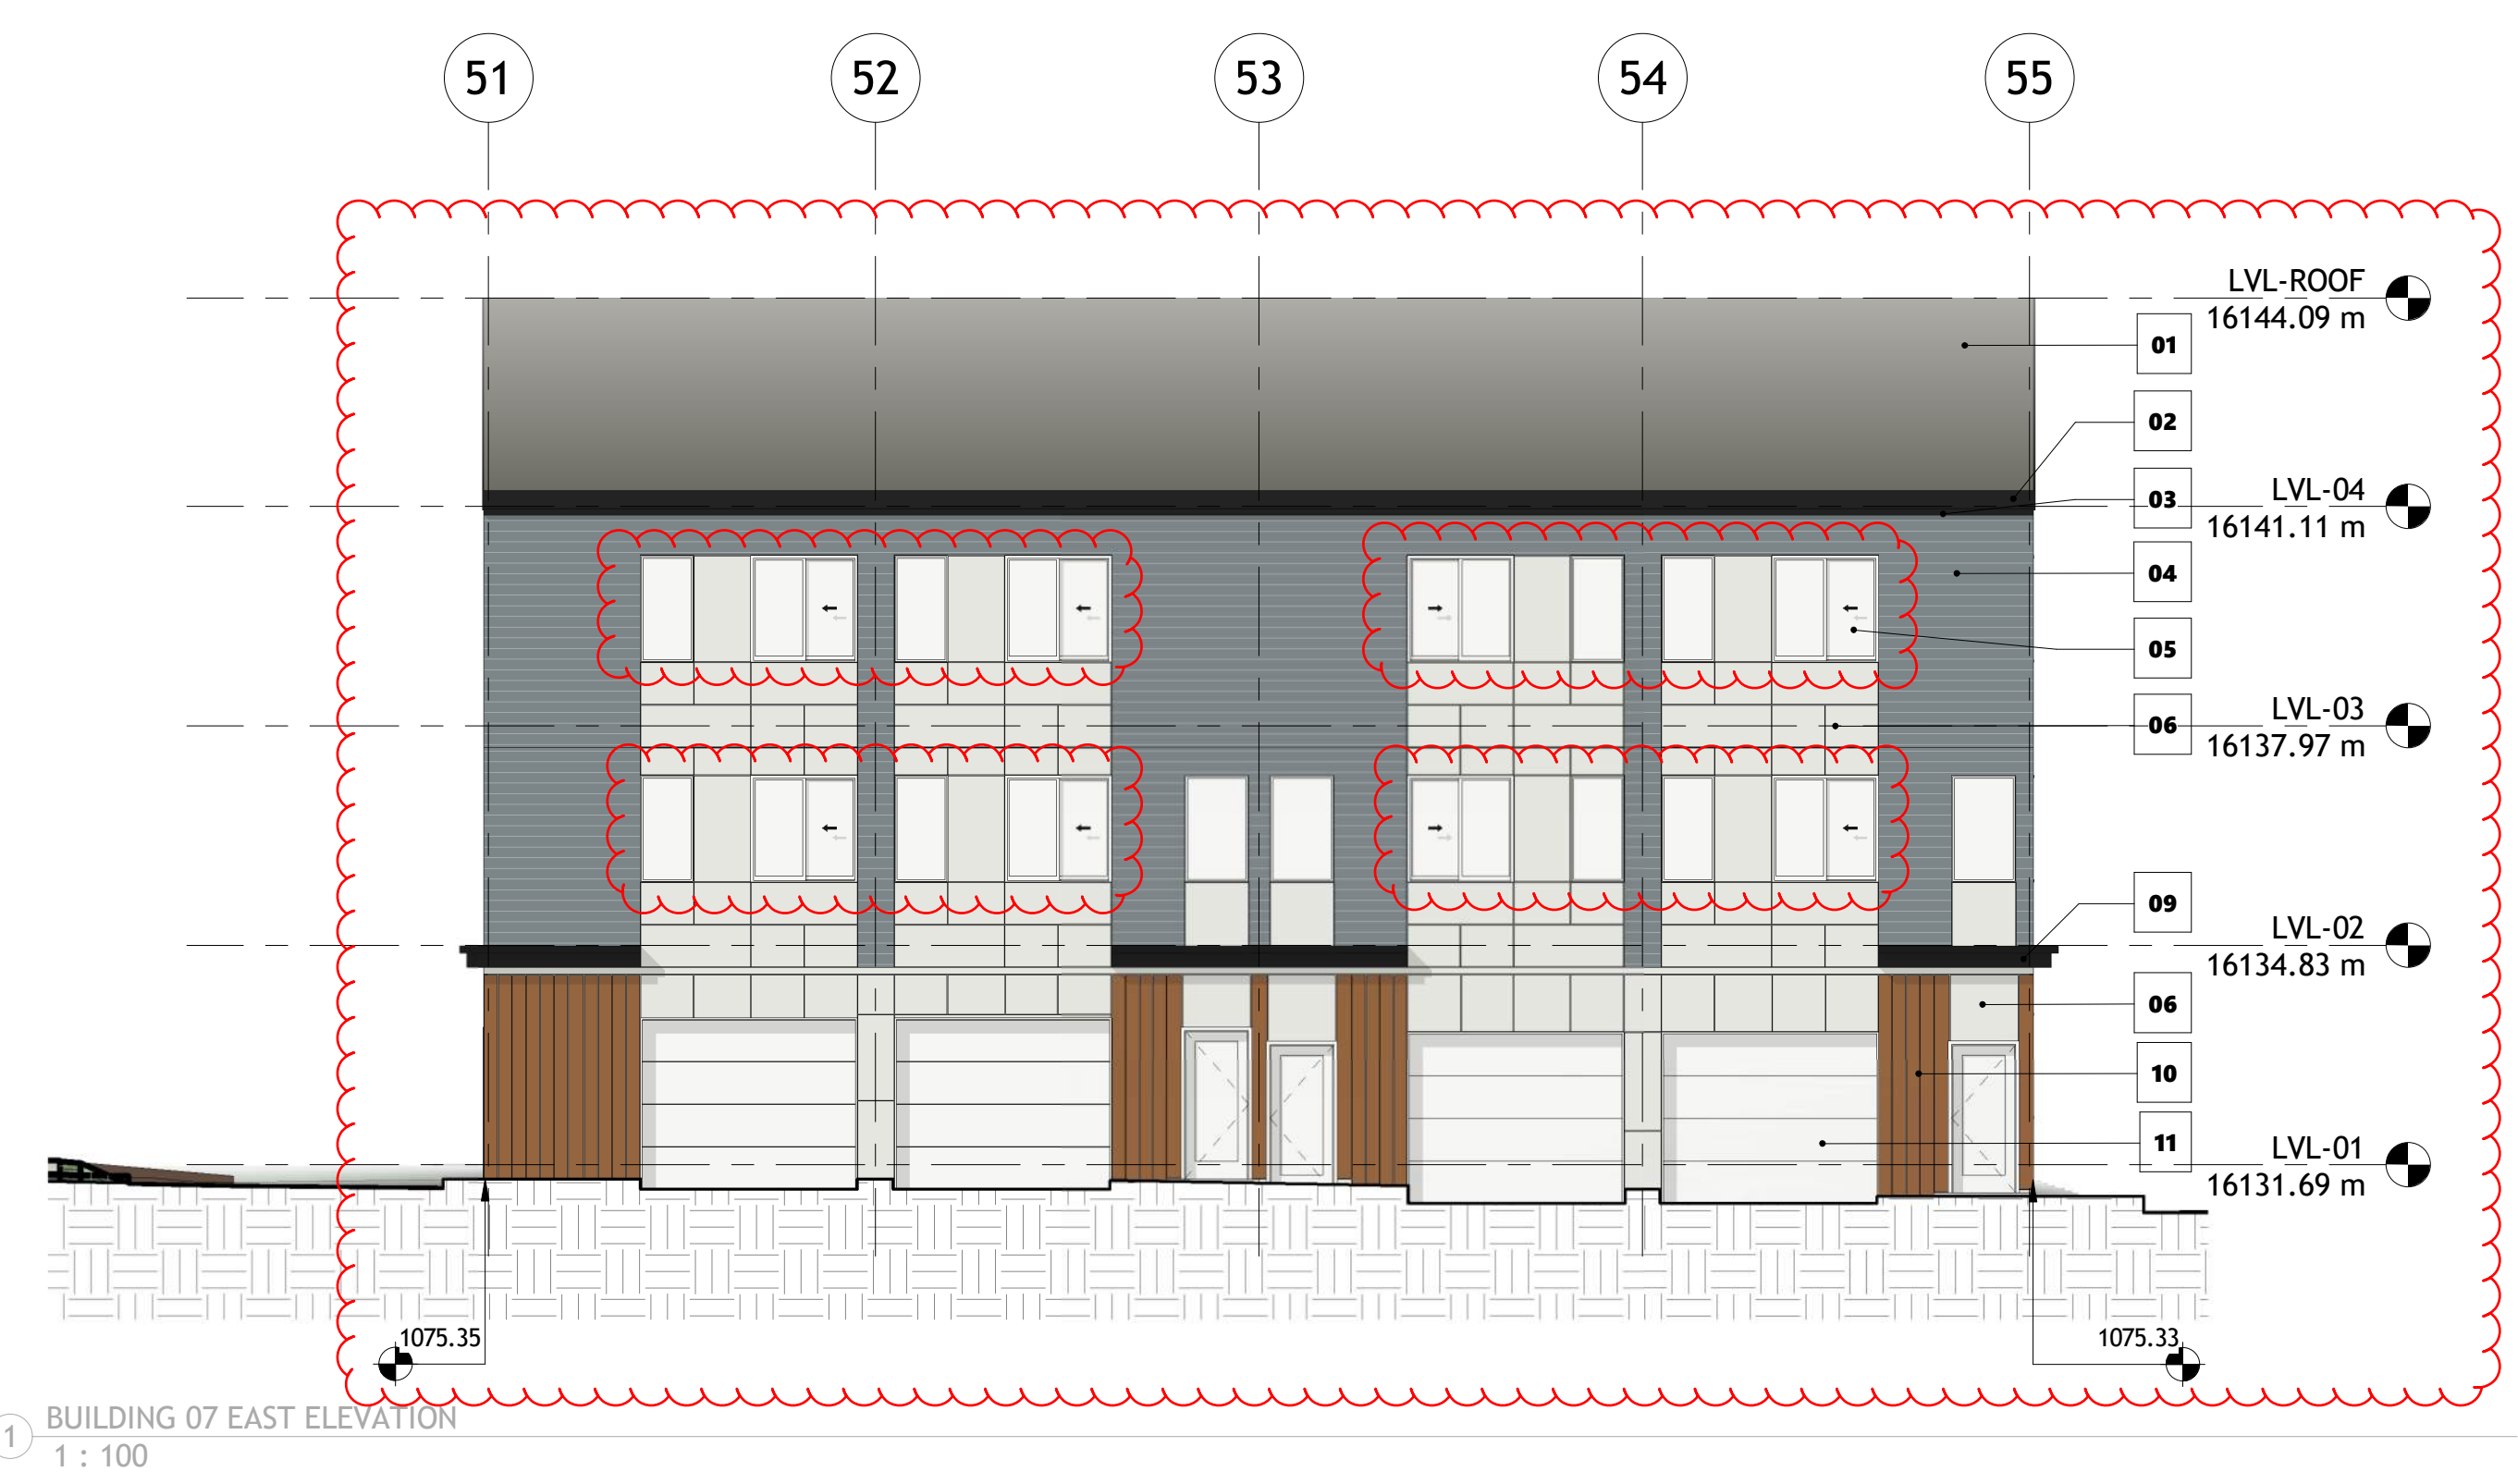 51 52 53 54 55
LVL-ROOF
16144.09 m
01
02
03
LVL-04
16141.11 m
04
05
06
LVL-03
16137.97 m
09
LVL-02
16134.83 m
06
10
11
LVL-01
16131.69 m
1075.35
1075.33
1
BUILDING 07 EAST ELEVATION
1 : 100